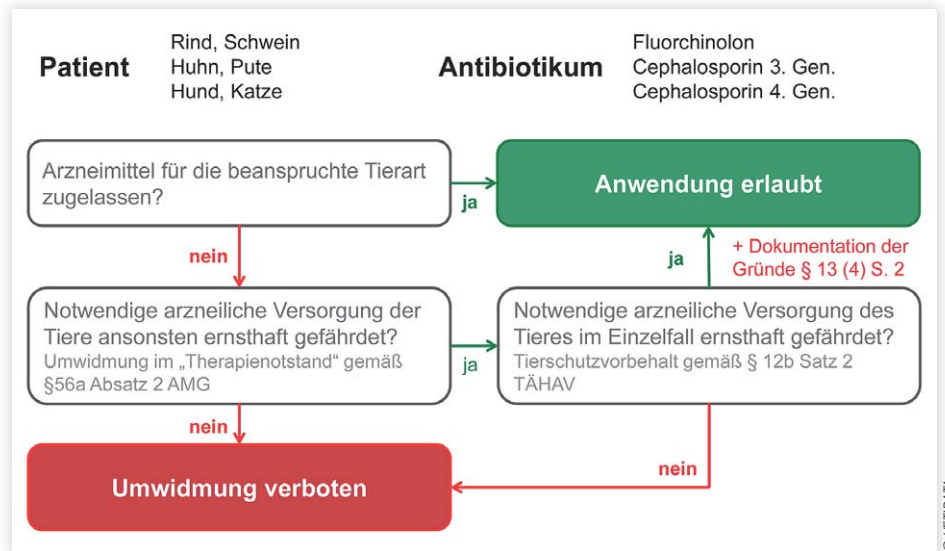 Patient
Rind, Schwein
Huhn, Pute
Hund, Katze
Antibiotikum
Fluorchinolon
Cephalosporin 3. Gen.
Cephalosporin 4. Gen.
Arzneimittel für die beanspruchte Tierart
zugelassen?
ja
Anwendung erlaubt
nein
ja
+ Dokumentation der
Gründe § 13 (4) S. 2
Notwendige arzneiliche Versorgung der
Tiere ansonsten ernsthaft gefährdet?
Umwidmung im „Therapienotstand“ gemäß
§56a Absatz 2 AMG
ja
Notwendige arzneiliche Versorgung des
Tieres im Einzelfall ernsthaft gefährdet?
Tierschutzvorbehalt gemäß § 12b Satz 2
TÄHAV
nein
nein
Umwidmung verboten